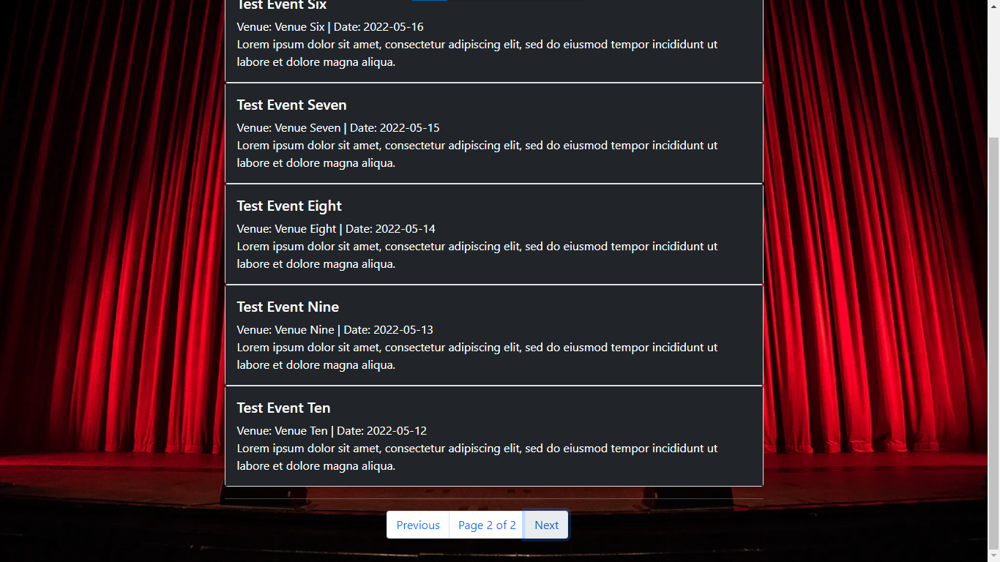 Test Event Six
Venue: Venue Six | Date: 2022-05-16
Lorem ipsum dolor sit amet, consectetur adipiscing elit, sed do eiusmod tempor incididunt ut
labore et dolore magna aliqua.
Test Event Seven
Venue: Venue Seven | Date: 2022-05-15
Lorem ipsum dolor sit amet, consectetur adipiscing elit, sed do eiusmod tempor incididunt ut
labore et dolore magna aliqua.
Test Event Eight
Venue: Venue Eight | Date: 2022-05-14
Lorem ipsum dolor sit amet, consectetur adipiscing elit, sed do eiusmod tempor incididunt ut
labore et dolore magna aliqua.
Test Event Nine
Venue: Venue Nine | Date: 2022-05-13
Lorem ipsum dolor sit amet, consectetur adipiscing elit, sed do eiusmod tempor incididunt ut
labore et dolore magna aliqua.
Test Event Ten
Venue: Venue Ten | Date: 2022-05-12
Lorem ipsum dolor sit amet, consectetur adipiscing elit, sed do eiusmod tempor incididunt ut
labore et dolore magna aliqua.
Previous Page 2 of 2 Next